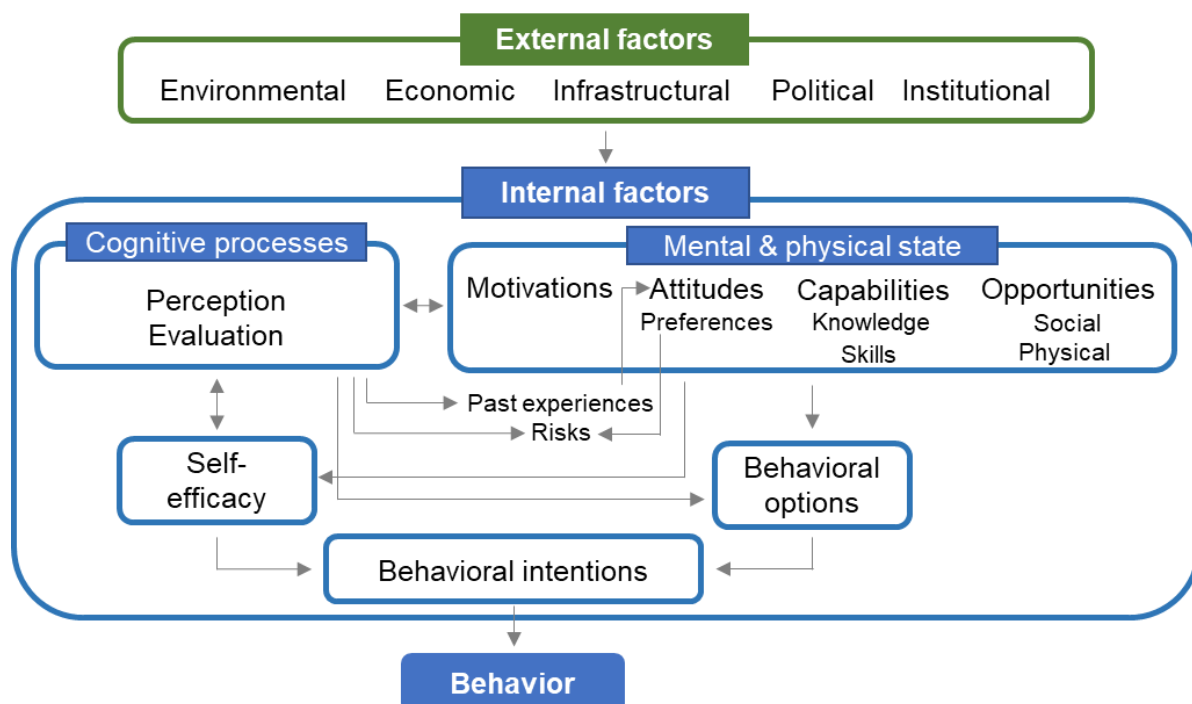 External factors
Environmental Economic Infrastructural Political Institutional
Internal factors
Cognitive processes
Perception
Evaluation
Mental & physical state
Motivations Attitudes Capabilities Opportunities
Preferences Knowledge Social
Skills Physical
Past experiences
Risks
Self-
efficacy
Behavioral
options
Behavioral intentions
Behavior